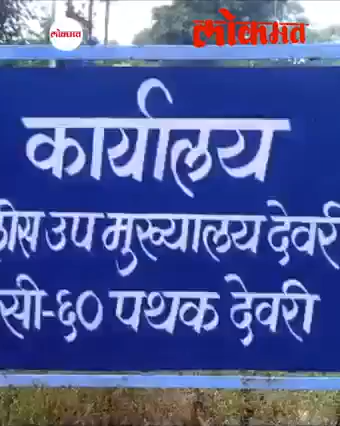 लोकमत लोकमत
कार्यालय
उप मुख्यालय देवरी
सी-६० पथक देवरी